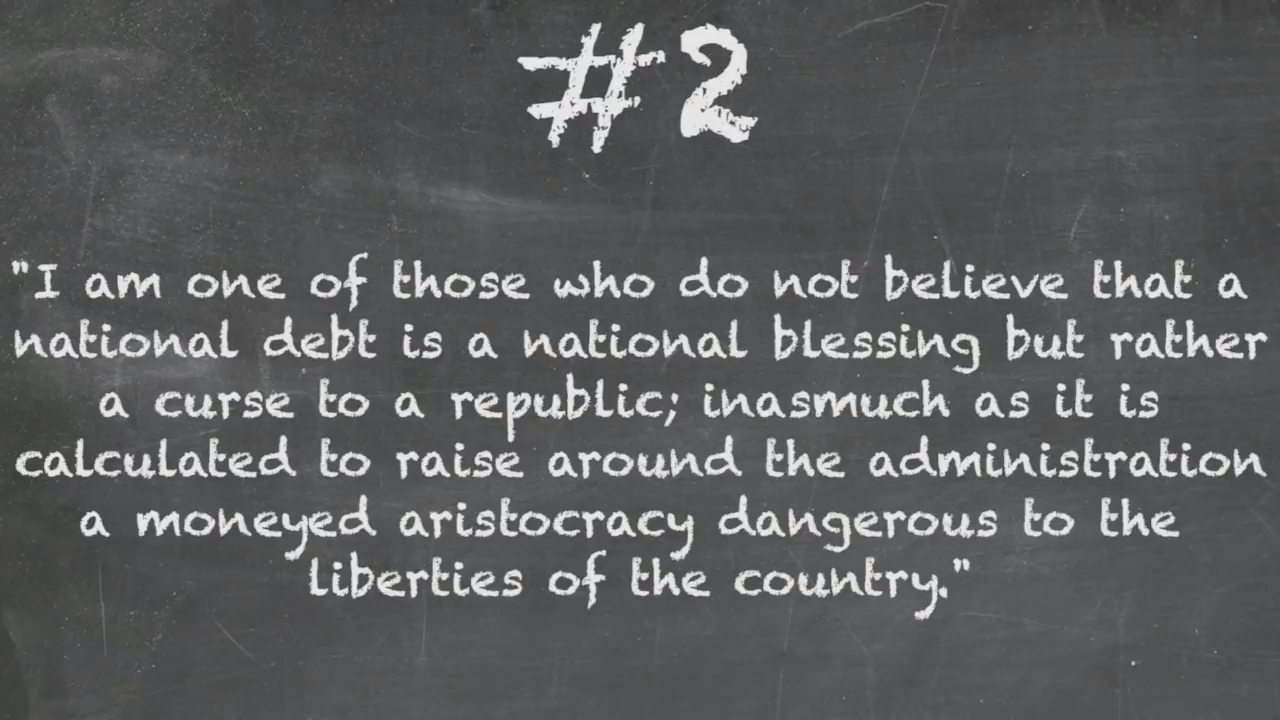 #2
"I am one of those who do not believe that a
national debt is a national blessing but rather
a curse to a republic; inasmuch as it is
calculated to raise around the administration
a moneyed aristocracy dangerous to the
liberties of the country."